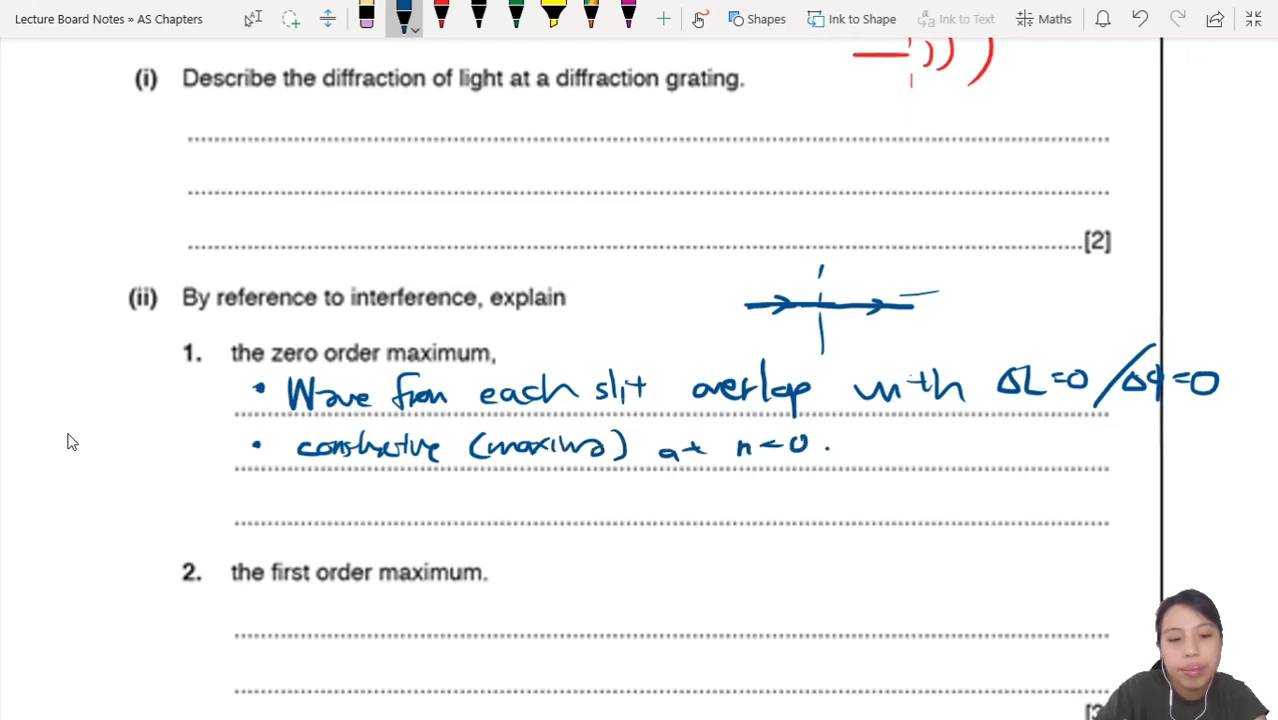 Lecture Board Notes » AS Chapters
Shapes
Ink to Shape
Ink to Text
Maths
(i) Describe the diffraction of light at a diffraction grating.
[2]
(ii) By reference to interference, explain
1. the zero order maximum,
• Wave from each slit overlap with ΔL=0/Δφ=0
• constructive (maxima) at n=0.
2. the first order maximum.